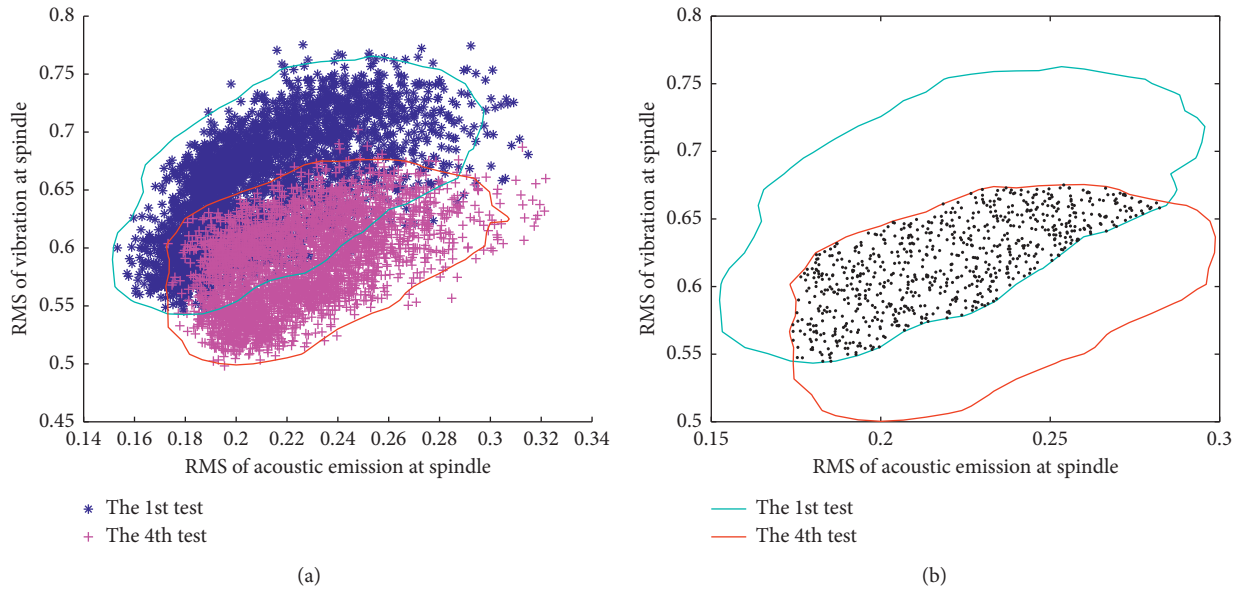 0.8
0.75
0.7
0.65
0.6
0.55
0.5
0.45
RMS of vibration at spindle
0.14 0.16 0.18 0.2 0.22 0.24 0.26 0.28 0.3 0.32 0.34
RMS of acoustic emission at spindle
The 1st test
The 4th test
(a)
0.8
0.75
0.7
0.65
0.6
0.55
0.5
RMS of vibration at spindle
0.15 0.2 0.25 0.3
RMS of acoustic emission at spindle
The 1st test
The 4th test
(b)